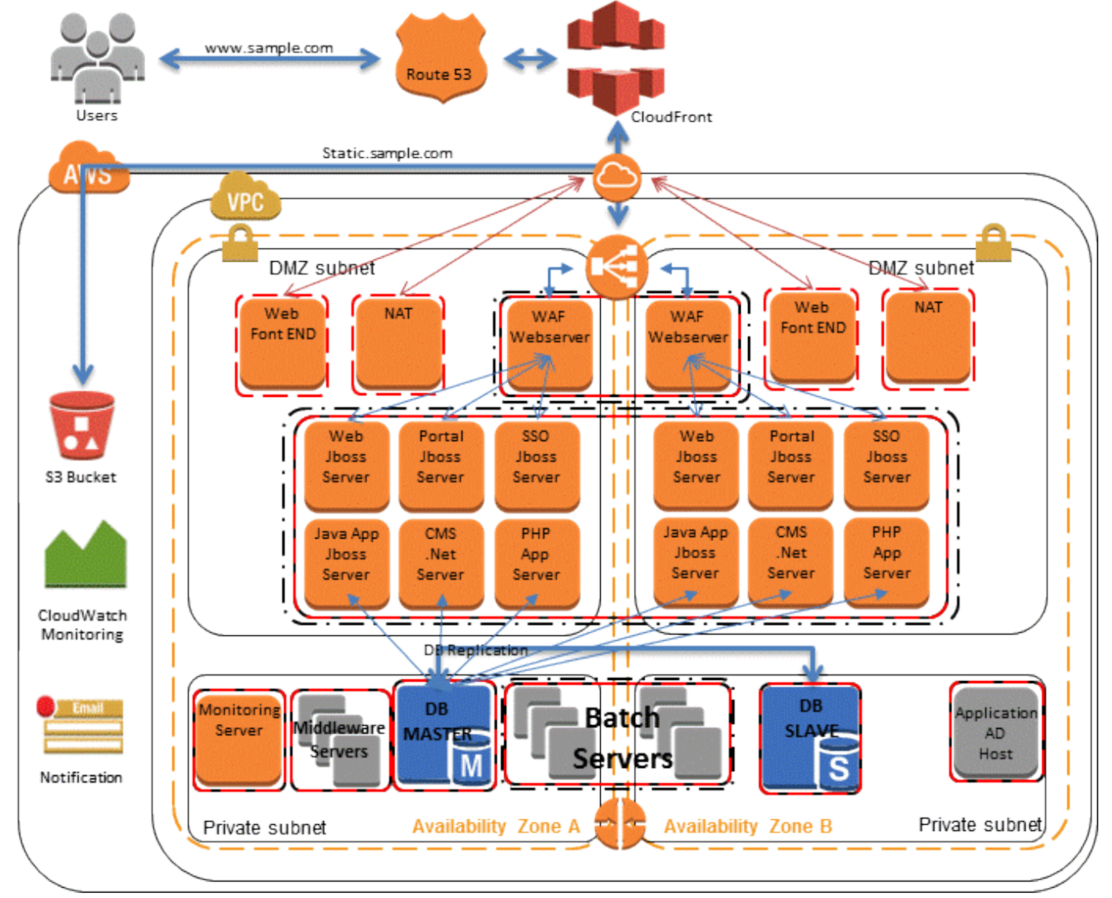 www.sample.com
Route 53
Users
CloudFront
Static.sample.com
AWS
VPC
DMZ subnet
DMZ subnet
Web
Font END
NAT
WAF
Webserver
WAF
Webserver
Web
Font END
NAT
Web
Jboss
Server
Portal
Jboss
Server
SSO
Jboss
Server
Web
Jboss
Server
Portal
Jboss
Server
SSO
Jboss
Server
S3 Bucket
Java App
Jboss
Server
CMS
.Net
Server
PHP
App
Server
Java App
Jboss
Server
CMS
.Net
Server
PHP
App
Server
CloudWatch
Monitoring
DB Replication
Email
Notification
Monitoring
Server
Middleware
Servers
DB
MASTER
M
Batch
Servers
DB
SLAVE
S
Application
AD
Host
Private subnet
Availability Zone A
Availability Zone B
Private subnet